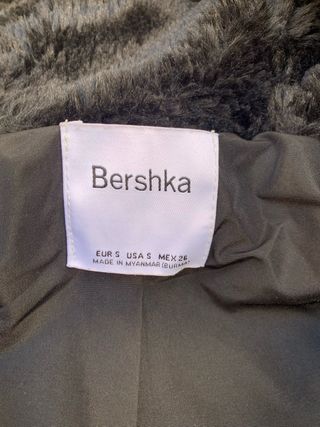 Bershka
EUR S USA S MEX 26
MADE IN MYANMAR (BURMA)